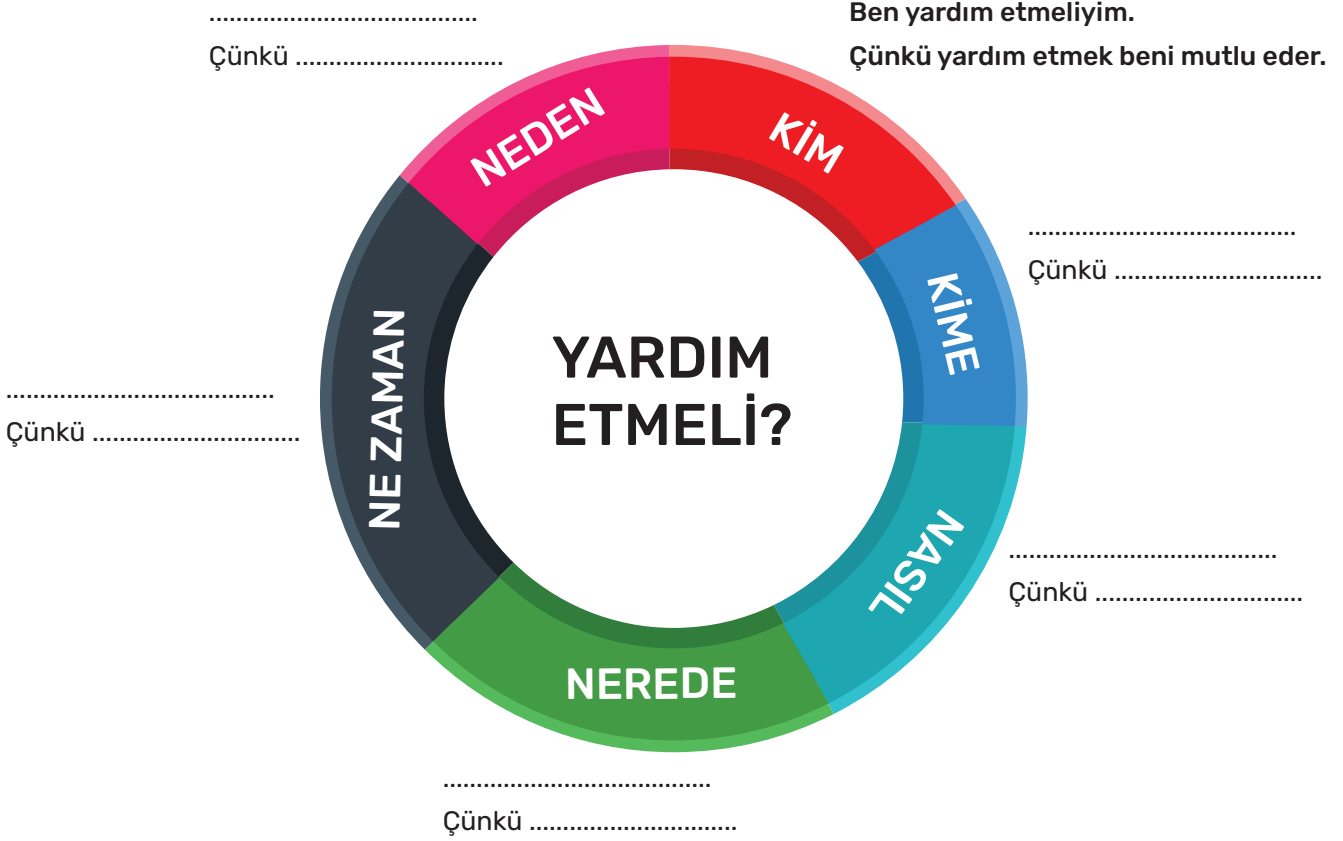 ........................................
Çünkü ...............................
Ben yardım etmeliyim.
Çünkü yardım etmek beni mutlu eder.
NEDEN
KİM
KİME
........................................
Çünkü ...............................
YARDIM
ETMELİ?
NE ZAMAN
........................................
Çünkü ...............................
NASIL
........................................
Çünkü ...............................
NEREDE
........................................
Çünkü ...............................